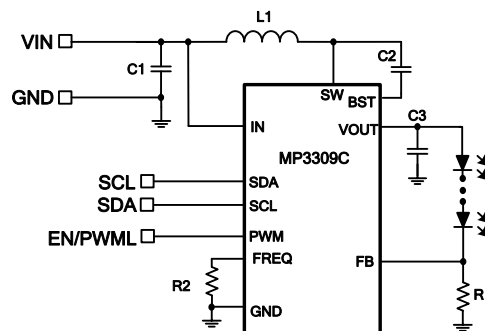 L1
VIN
C1
C2
GND
SW
BST
IN
VOUT
C3
MP3309C
SCL
SDA
SDA
SCL
EN/PWML
PWM
FREQ
FB
R2
GND
R